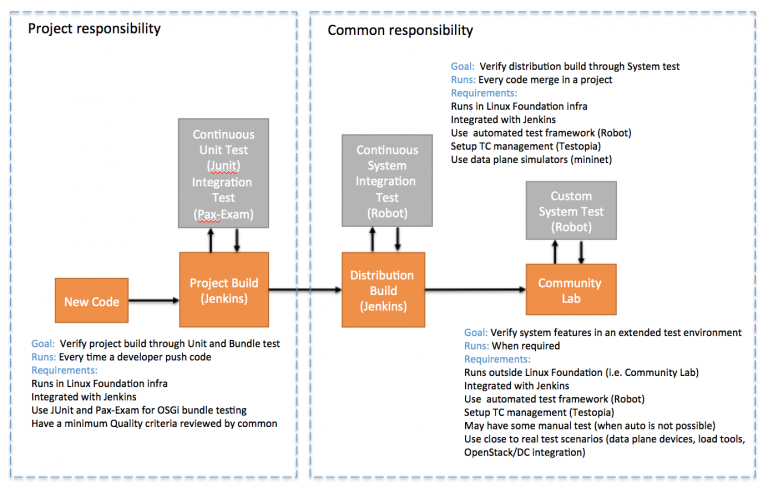 Project responsibility
Common responsibility
Goal: Verify distribution build through System test
Runs: Every code merge in a project
Requirements:
Runs in Linux Foundation infra
Integrated with Jenkins
Use automated test framework (Robot)
Setup TC management (Testopia)
Use data plane simulators (mininet)
Continuous
Unit Test
(Junit)
Integration
Test
(Pax-Exam)
Continuous
System
Integration
Test
(Robot)
Custom
System Test
(Robot)
New Code
Project Build
(Jenkins)
Distribution
Build
(Jenkins)
Community
Lab
Goal: Verify project build through Unit and Bundle test
Runs: Every time a developer push code
Requirements:
Runs in Linux Foundation infra
Integrated with Jenkins
Use JUnit and Pax-Exam for OSGi bundle testing
Have a minimum Quality criteria reviewed by common
Goal: Verify system features in an extended test environment
Runs: When required
Requirements:
Runs outside Linux Foundation (i.e. Community Lab)
Integrated with Jenkins
Use automated test framework (Robot)
Setup TC management (Testopia)
May have some manual test (when auto is not possible)
Use close to real test scenarios (data plane devices, load tools,
OpenStack/DC integration)